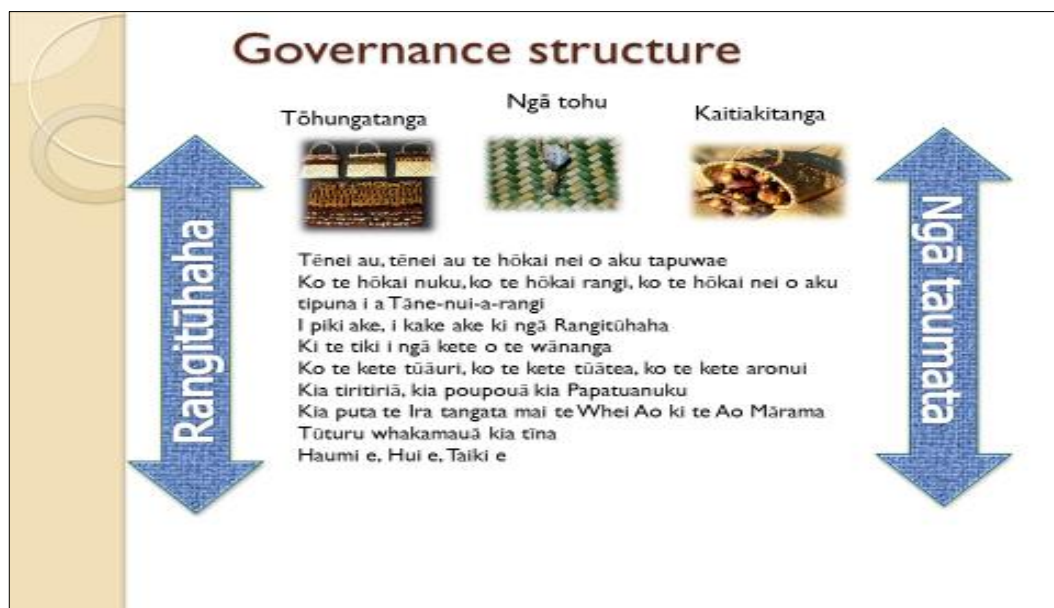 Governance structure
Ngā tohu
Tōhungatanga
Kaitiakitanga
Rangitūhaha
Ngā taumata
Tēnei au, tēnei au te hōkai nei o aku tapuwae
Ko te hōkai nuku, ko te hōkai rangi, ko te hōkai nei o aku
tipuna i a Tāne-nui-a-rangi
I piki ake, i kake ake ki ngā Rangitūhaha
Ki te tiki i ngā kete o te wānanga
Ko te kete tūāuri, ko te kete tūātea, ko te kete aronui
Kia tiritiriā, kia poupouā kia Papatuanuku
Kia puta te Ira tangata mai te Whei Ao ki te Ao Mārama
Tūturu whakamauā kia tīna
Haumi e, Hui e, Taiki e